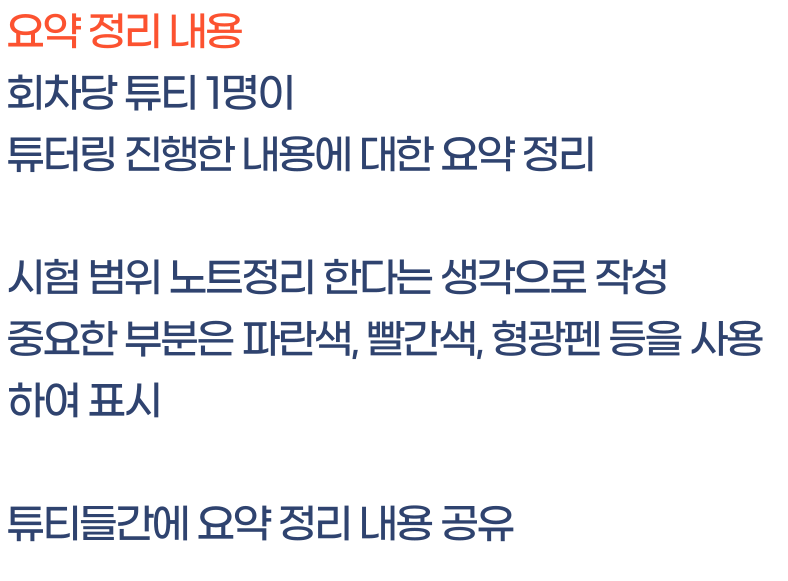 요약 정리 내용
회차당 튜티 1명이
튜터링 진행한 내용에 대한 요약 정리
시험 범위 노트정리 한다는 생각으로 작성
중요한 부분은 파란색, 빨간색, 형광펜 등을 사용
하여 표시
튜티들간에 요약 정리 내용 공유